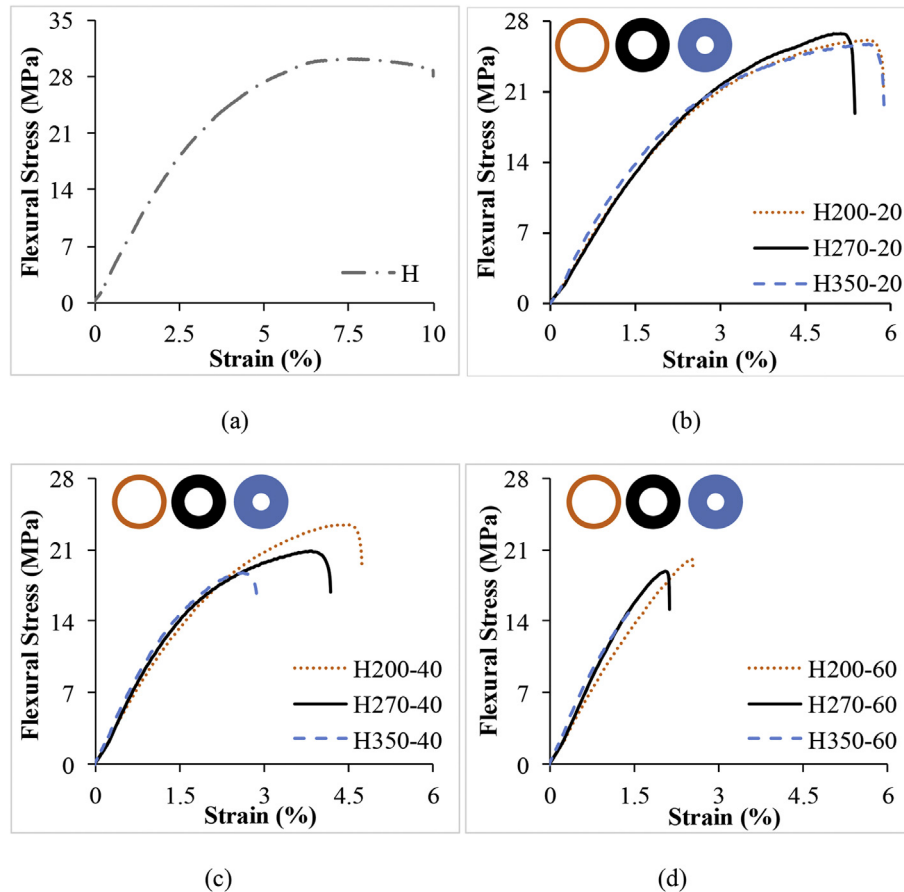 35
28
21
14
7
0
Flexural Stress (MPa)
H
0 2.5 5 7.5 10
Strain (%)
(a)
28
21
14
7
0
Flexural Stress (MPa)
H200-20
H270-20
H350-20
0 1.5 3 4.5 6
Strain (%)
(b)
28
21
14
7
0
Flexural Stress (MPa)
H200-40
H270-40
H350-40
0 1.5 3 4.5 6
Strain (%)
(c)
28
21
14
7
0
Flexural Stress (MPa)
H200-60
H270-60
H350-60
0 1.5 3 4.5 6
Strain (%)
(d)